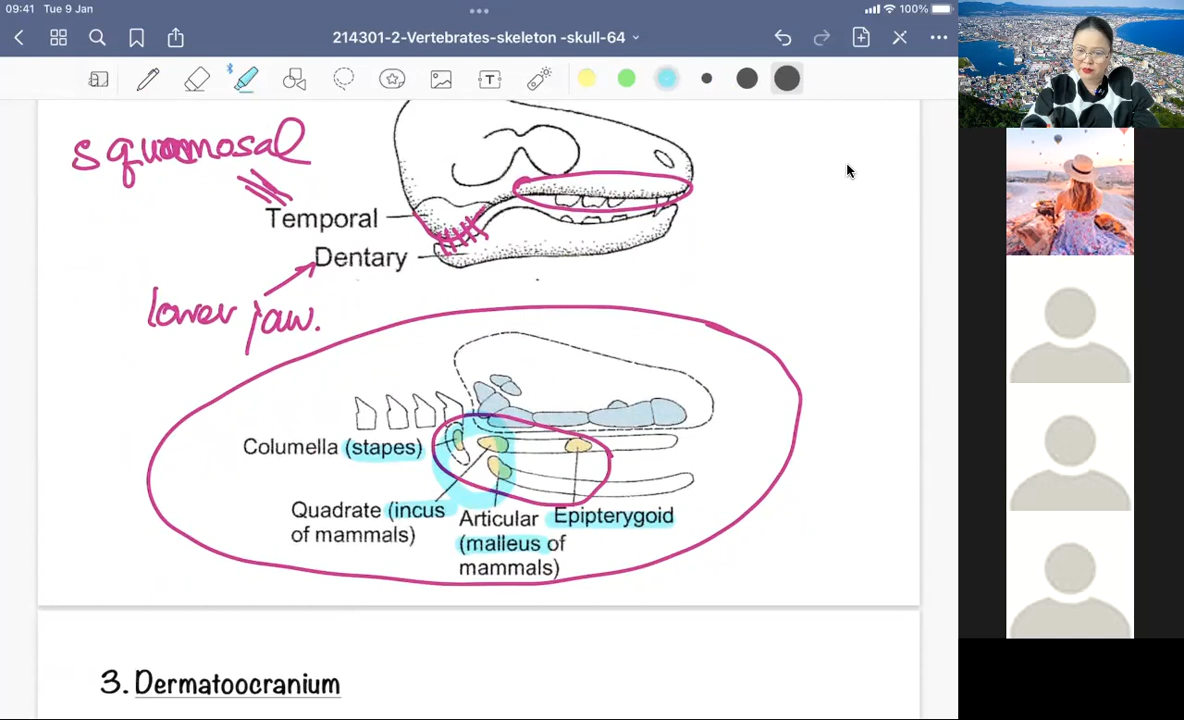 09:41 Tue 9 Jan
100%
214301-2-Vertebrates-skeleton -skull-64
squamosal
Temporal
Dentary
lower jaw.
Columella (stapes)
Quadrate (incus
of mammals)
Articular
(malleus of
mammals)
Epipterygoid
3. Dermatoocranium